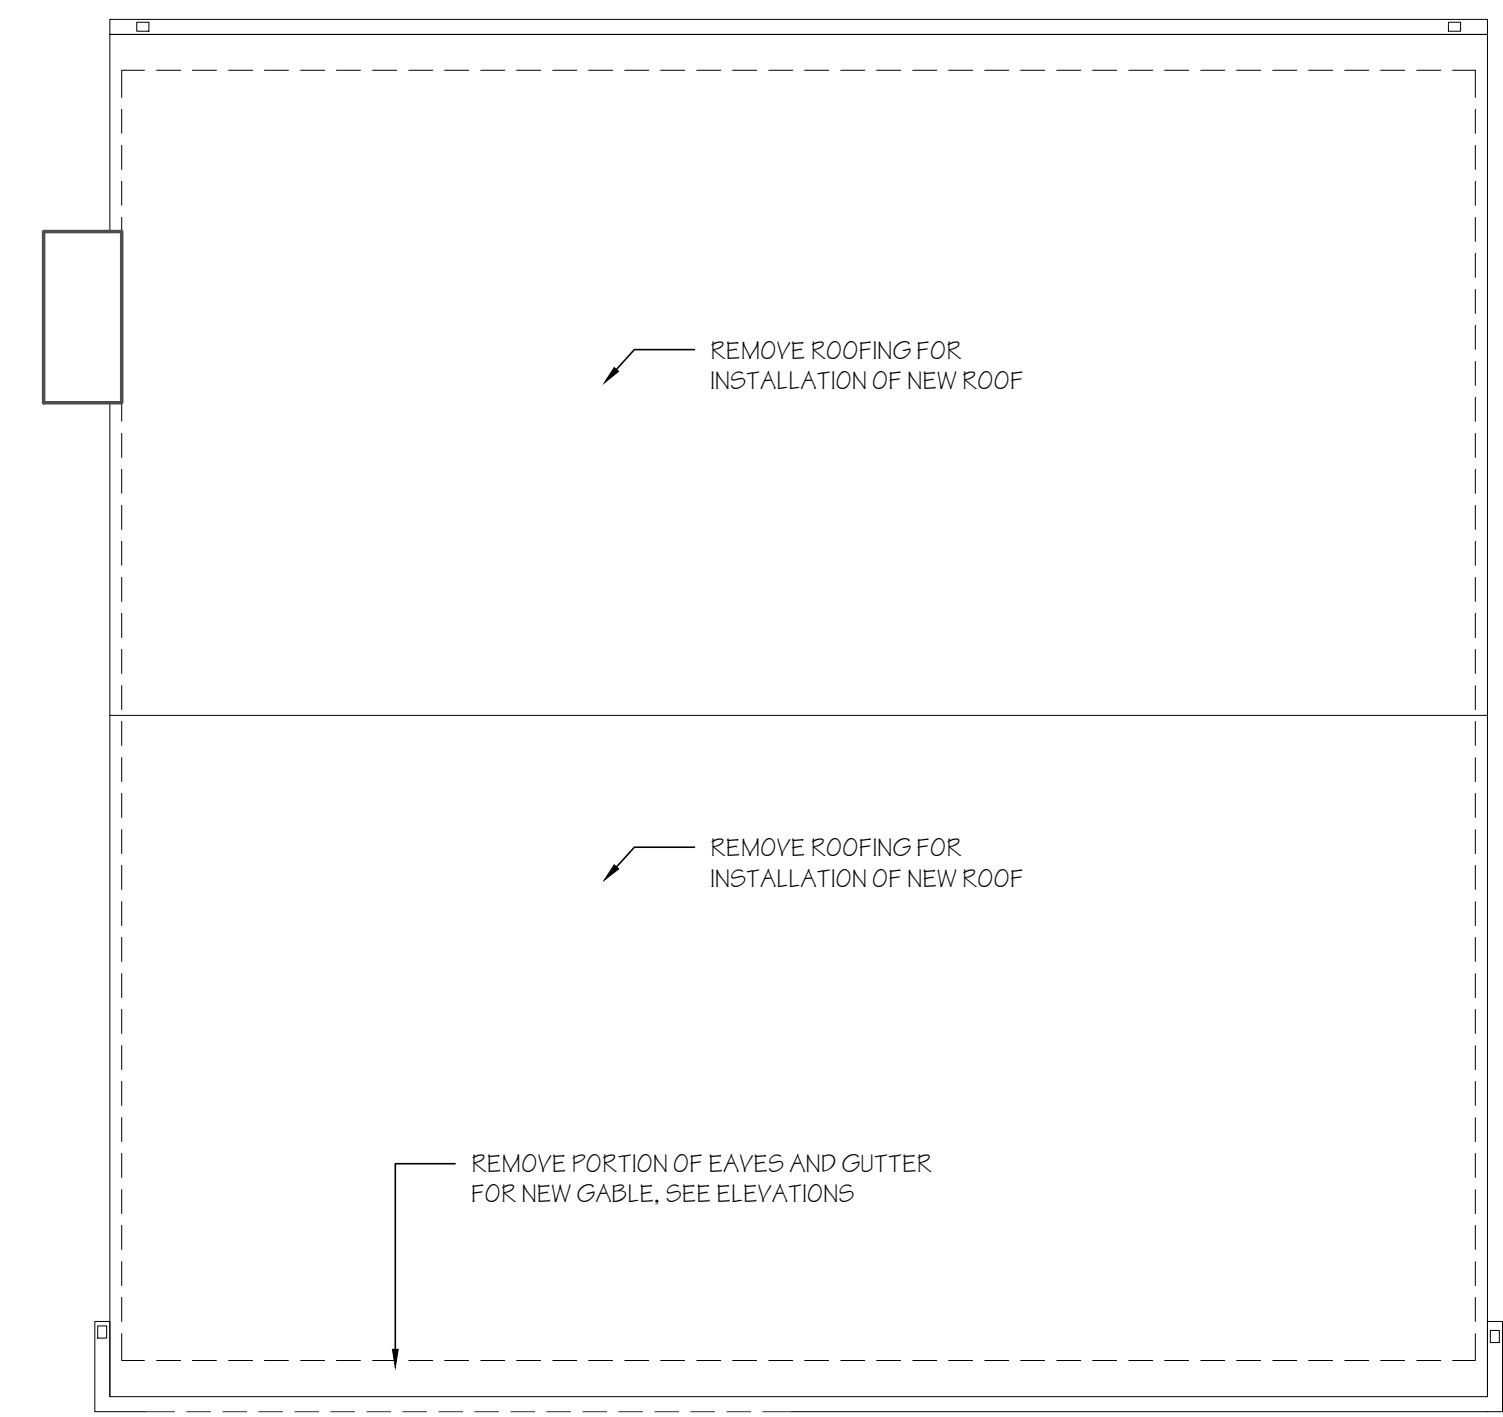 REMOVE ROOFING FOR
INSTALLATION OF NEW ROOF
REMOVE ROOFING FOR
INSTALLATION OF NEW ROOF
REMOVE PORTION OF EAVES AND GUTTER
FOR NEW GABLE, SEE ELEVATIONS